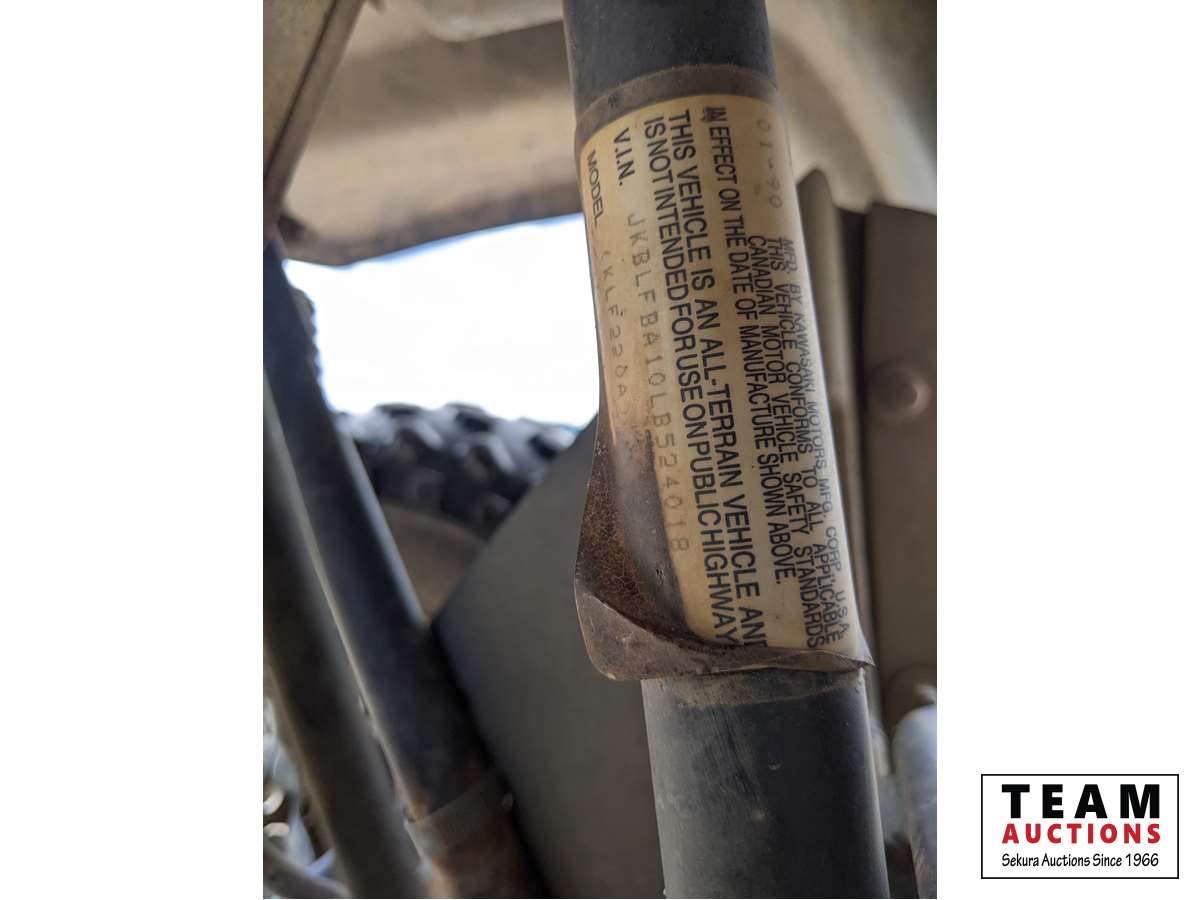 01-90
MFD. BY KAWASAKI MOTORS MFG. CORP. U.S.A.
THIS VEHICLE CONFORMS TO ALL APPLICABLE
CANADIAN MOTOR VEHICLE SAFETY STANDARDS
IN EFFECT ON THE DATE OF MANUFACTURE SHOWN ABOVE.
THIS VEHICLE IS AN ALL-TERRAIN VEHICLE AND
IS NOT INTENDED FOR USE ON PUBLIC HIGHWAY
V.I.N. JKBLFBA10LB524018
MODEL (KLF220A)
TEAM
AUCTIONS
Sekura Auctions Since 1966